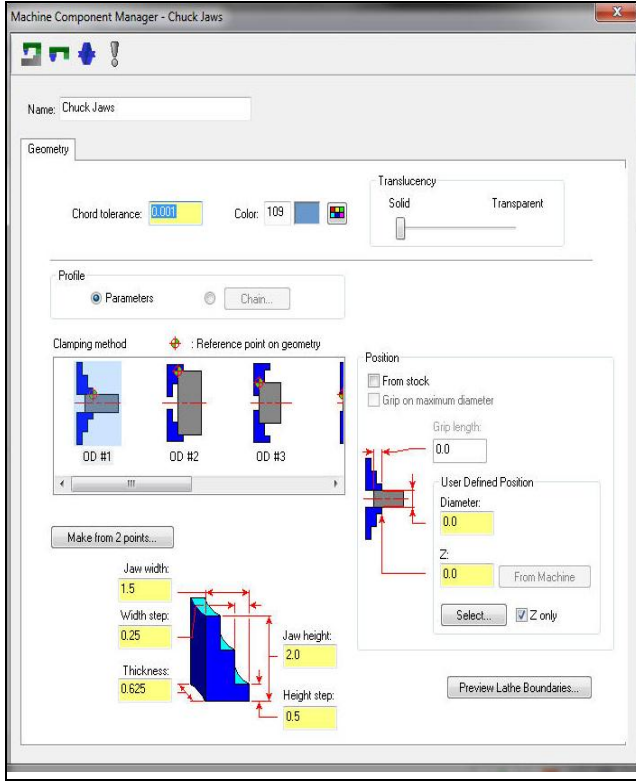 Machine Component Manager - Chuck Jaws
Name: Chuck Jaws
Geometry
Chord tolerance: 0.001
Color: 109
Translucency
Solid Transparent
Profile
Parameters
Chain...
Clamping method
: Reference point on geometry
OD #1 OD #2 OD #3
Position
From stock
Grip on maximum diameter
Grip length:
0.0
User Defined Position
Diameter:
0.0
Z:
0.0
From Machine
Select...
Z only
Make from 2 points...
Jaw width:
1.5
Width step:
0.25
Thickness:
0.625
Jaw height:
2.0
Height step:
0.5
Preview Lathe Boundaries...